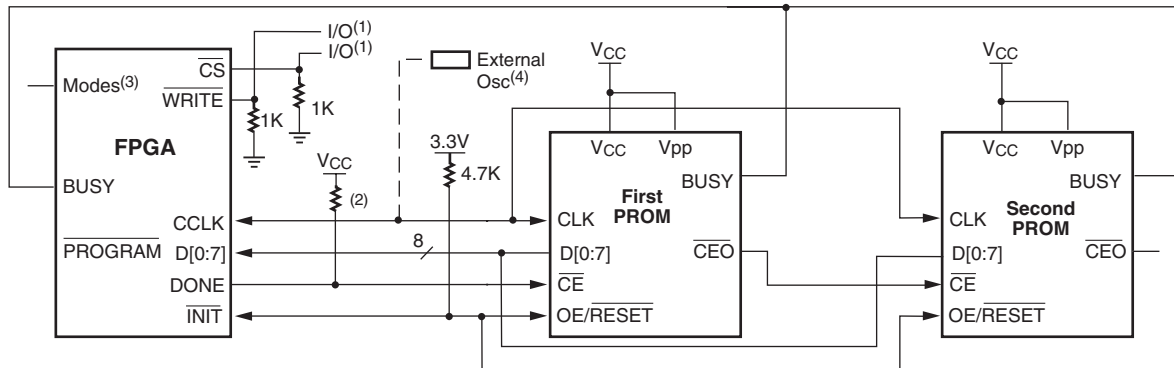 I/O(1)
I/O(1)
CS
Modes(3)
WRITE
1K
1K
FPGA
BUSY
CCLK
PROGRAM
D[0:7]
DONE
INIT
VCC
(2)
8
External
Osc(4)
3.3V
4.7K
VCC
VCC
Vpp
BUSY
First
PROM
CLK
D[0:7]
CEO
CE
OE/RESET
VCC
VCC
Vpp
BUSY
Second
PROM
CLK
D[0:7]
CEO
CE
OE/RESET